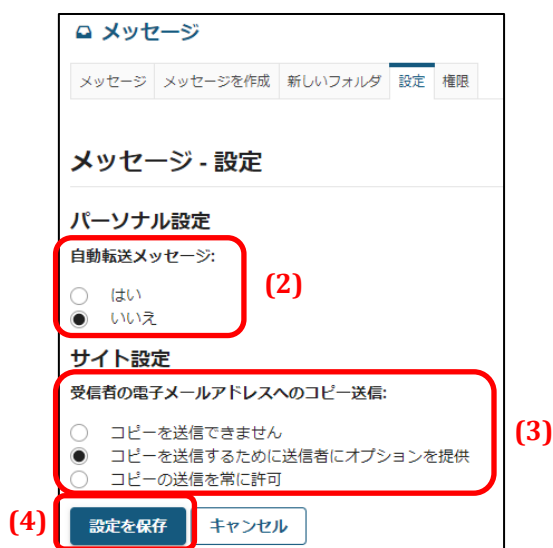 メッセージ
メッセージ メッセージを作成 新しいフォルダ 設定 権限
メッセージ - 設定
パーソナル設定
自動転送メッセージ:
はい
(2)
いいえ
サイト設定
受信者の電子メールアドレスへのコピー送信:
コピーを送信できません
(3)
コピーを送信するために送信者にオプションを提供
コピーの送信を常に許可
(4) 設定を保存 キャンセル